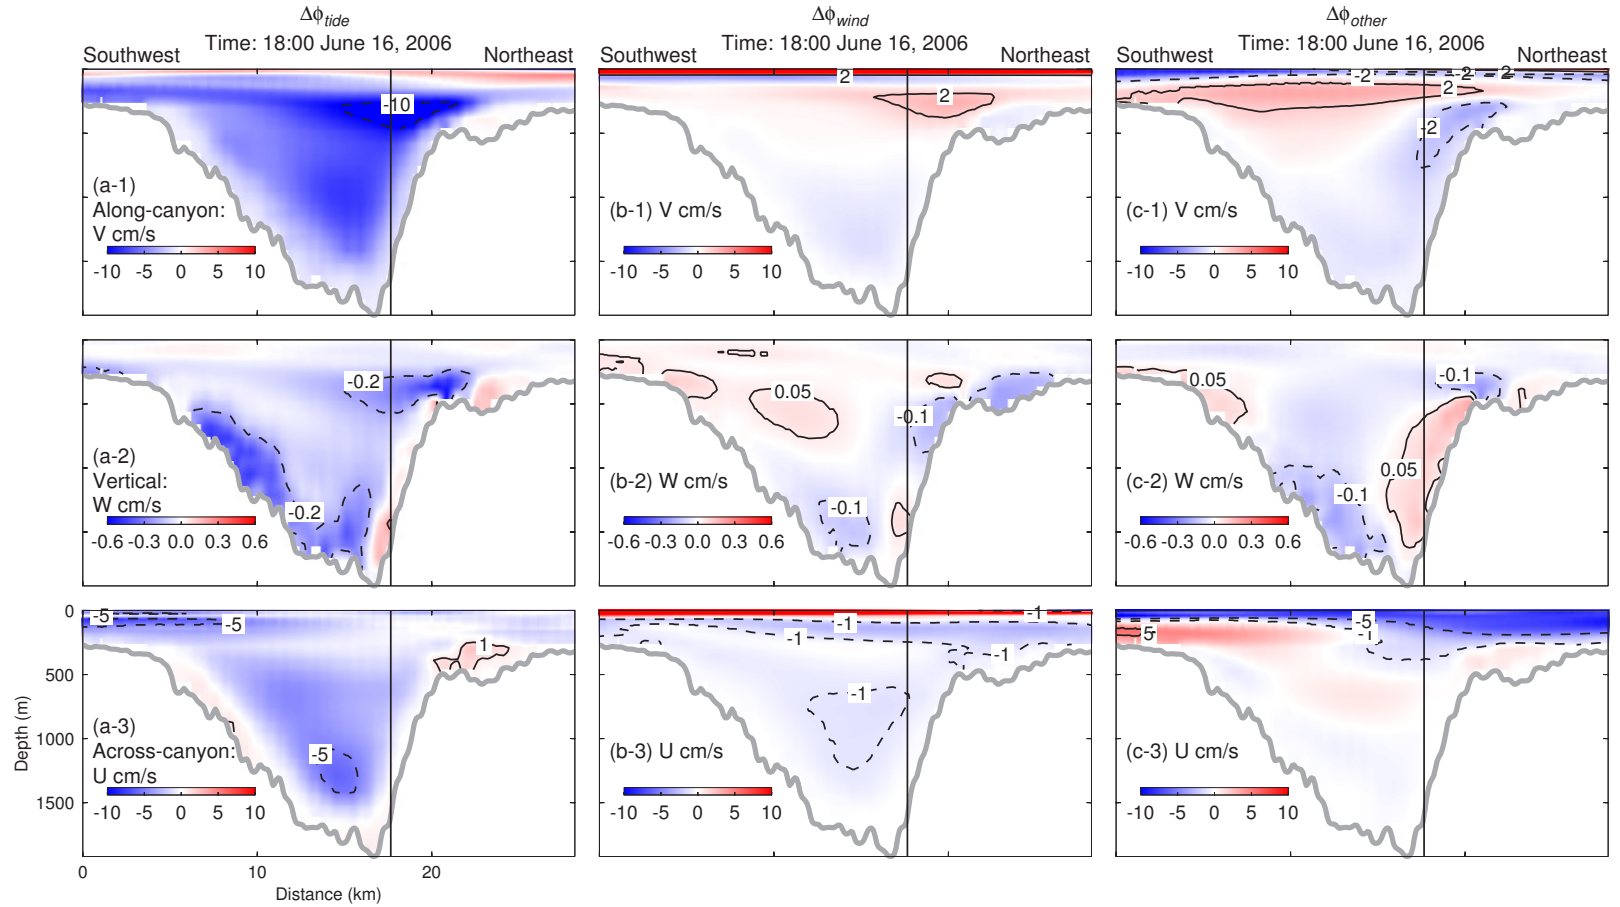 Δϕtide
Time: 18:00 June 16, 2006
Southwest Northeast
Δϕwind
Time: 18:00 June 16, 2006
Southwest Northeast
Δϕother
Time: 18:00 June 16, 2006
Southwest Northeast
-10
(a-1)
Along-canyon:
V cm/s
-10 -5 0 5 10
2
2
(b-1) V cm/s
-10 -5 0 5 10
-2 -2 2
2
-2
(c-1) V cm/s
-10 -5 0 5 10
-0.2
(a-2)
Vertical:
W cm/s
-0.2
-0.6 -0.3 0.0 0.3 0.6
0.05
-0.1
(b-2) W cm/s
-0.1
-0.6 -0.3 0.0 0.3 0.6
0.05
-0.1
0.05
(c-2) W cm/s
-0.1
-0.6 -0.3 0.0 0.3 0.6
0
500
1000
1500
Depth (m)
-5
-5
1
(a-3)
Across-canyon:
U cm/s
-5
-10 -5 0 5 10
0 10 20
Distance (km)
-1
-1
-1
-1
-1
(b-3) U cm/s
-10 -5 0 5 10
-5
-1
5
(c-3) U cm/s
-10 -5 0 5 10